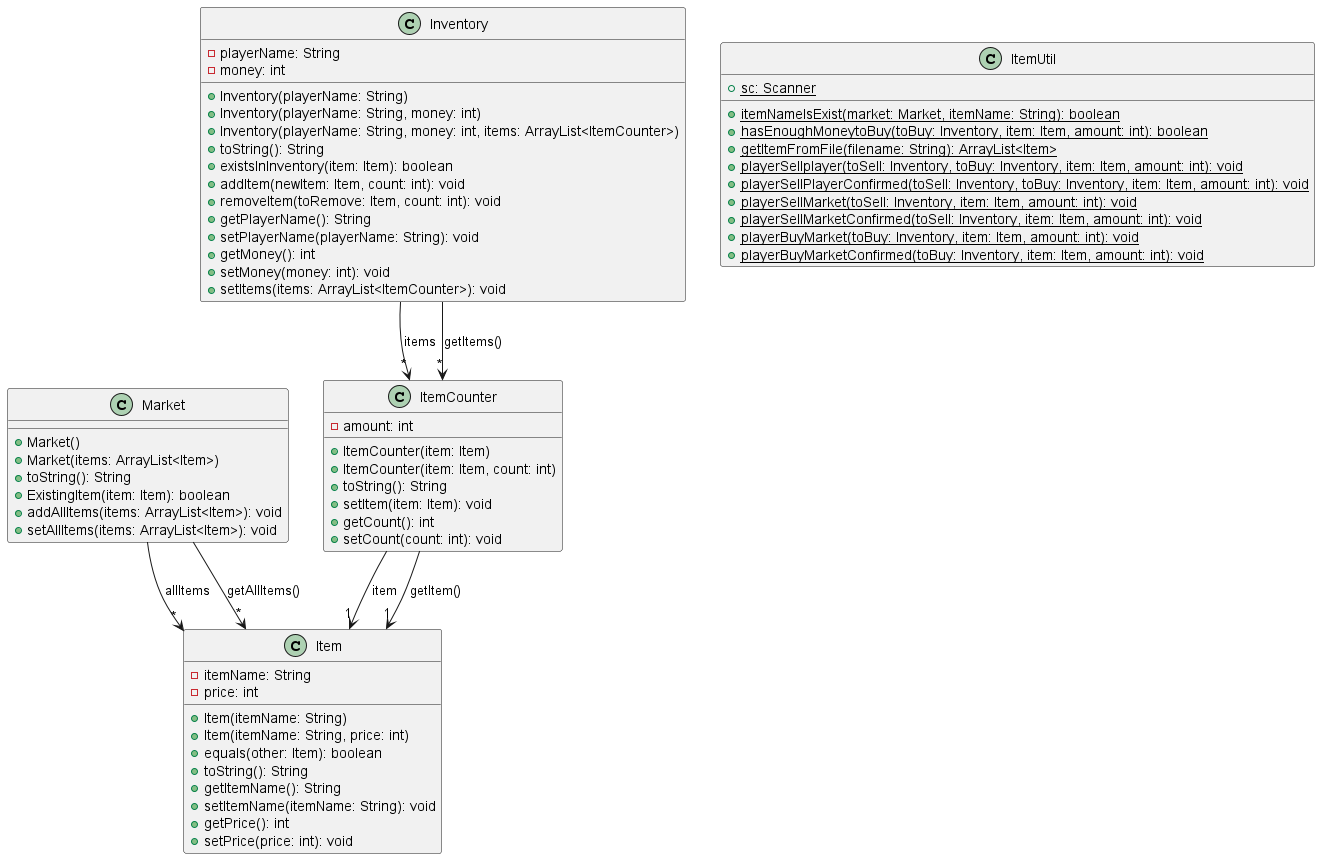 C Inventory
playerName: String
money: int
Inventory(playerName: String)
Inventory(playerName: String, money: int)
Inventory(playerName: String, money: int, items: ArrayList<ItemCounter>)
toString(): String
existsInInventory(item: Item): boolean
addItem(newItem: Item, count: int): void
removeItem(toRemove: Item, count: int): void
getPlayerName(): String
setPlayerName(playerName: String): void
getMoney(): int
setMoney(money: int): void
setItems(items: ArrayList<ItemCounter>): void
C ItemUtil
sc: Scanner
itemNameIsExist(market: Market, itemName: String): boolean
hasEnoughMoneytoBuy(toBuy: Inventory, item: Item, amount: int): boolean
getItemFromFile(filename: String): ArrayList<Item>
playerSellplayer(toSell: Inventory, toBuy: Inventory, item: Item, amount: int): void
playerSellPlayerConfirmed(toSell: Inventory, toBuy: Inventory, item: Item, amount: int): void
playerSellMarket(toSell: Inventory, item: Item, amount: int): void
playerSellMarketConfirmed(toSell: Inventory, item: Item, amount: int): void
playerBuyMarket(toBuy: Inventory, item: Item, amount: int): void
playerBuyMarketConfirmed(toBuy: Inventory, item: Item, amount: int): void
items getItems()
* *
C Market
Market()
Market(items: ArrayList<Item>)
toString(): String
ExistingItem(item: Item): boolean
addAllItems(items: ArrayList<Item>): void
setAllItems(items: ArrayList<Item>): void
C ItemCounter
amount: int
ItemCounter(item: Item)
ItemCounter(item: Item, count: int)
toString(): String
setItem(item: Item): void
getCount(): int
setCount(count: int): void
allItems getAllItems() item getItem()
* * 1 1
C Item
itemName: String
price: int
Item(itemName: String)
Item(itemName: String, price: int)
equals(other: Item): boolean
toString(): String
getItemName(): String
setItemName(itemName: String): void
getPrice(): int
setPrice(price: int): void